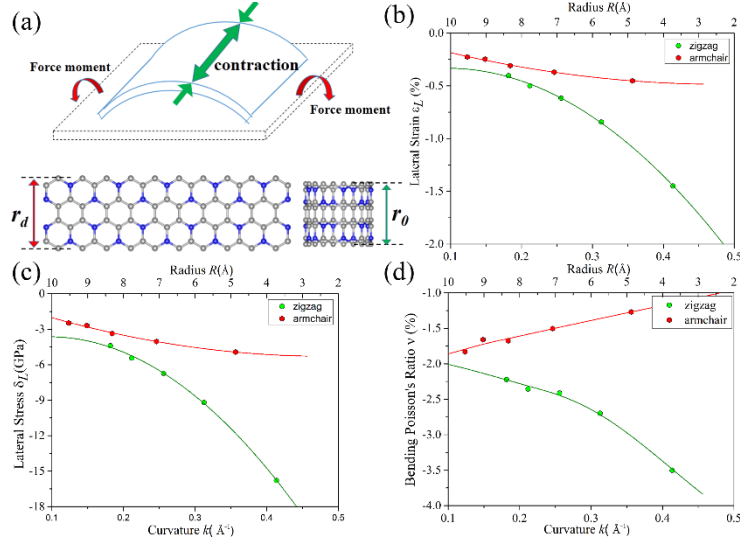 (a)
Force moment
contraction
Force moment
r_d
r_0
(b)
Radius R(Å)
10 9 8 7 6 5 4 3 2
0.0
-0.5
-1.0
-1.5
-2.0
Lateral Strain ε_L (%)
zigzag
armchair
0.1 0.2 0.3 0.4 0.5
Curvature k( Å⁻¹)
(c)
Radius R(Å)
10 9 8 7 6 5 4 3 2
0
-3
-6
-9
-12
-15
-18
Lateral Stress δ_L(GPa)
zigzag
armchair
0.1 0.2 0.3 0.4 0.5
Curvature k( Å⁻¹)
(d)
Radius R(Å)
10 9 8 7 6 5 4 3 2
-1.0
-1.5
-2.0
-2.5
-3.0
-3.5
-4.0
Bending Poisson's Ratio ν (%)
zigzag
armchair
0.1 0.2 0.3 0.4 0.5
Curvature k( Å⁻¹)